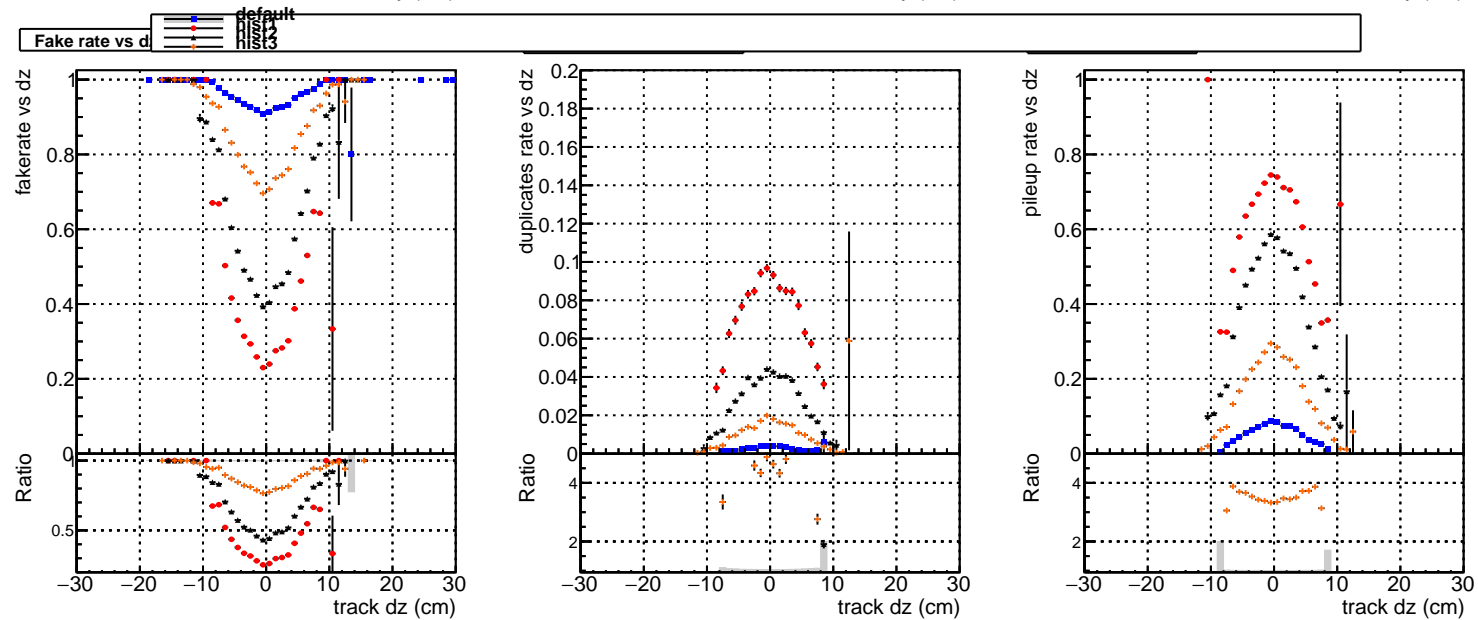 default
hist1
hist2
hist3
Fake rate vs dz
fakerate vs dz
1
0.8
0.6
0.4
0.2
0
Ratio
1
0.5
−30 −20 −10 0 10 20 30
track dz (cm)
duplicates rate vs dz
0.2
0.18
0.16
0.14
0.12
0.1
0.08
0.06
0.04
0.02
0
Ratio
4
2
−30 −20 −10 0 10 20 30
track dz (cm)
pileup rate vs dz
1
0.8
0.6
0.4
0.2
0
Ratio
4
2
−30 −20 −10 0 10 20 30
track dz (cm)